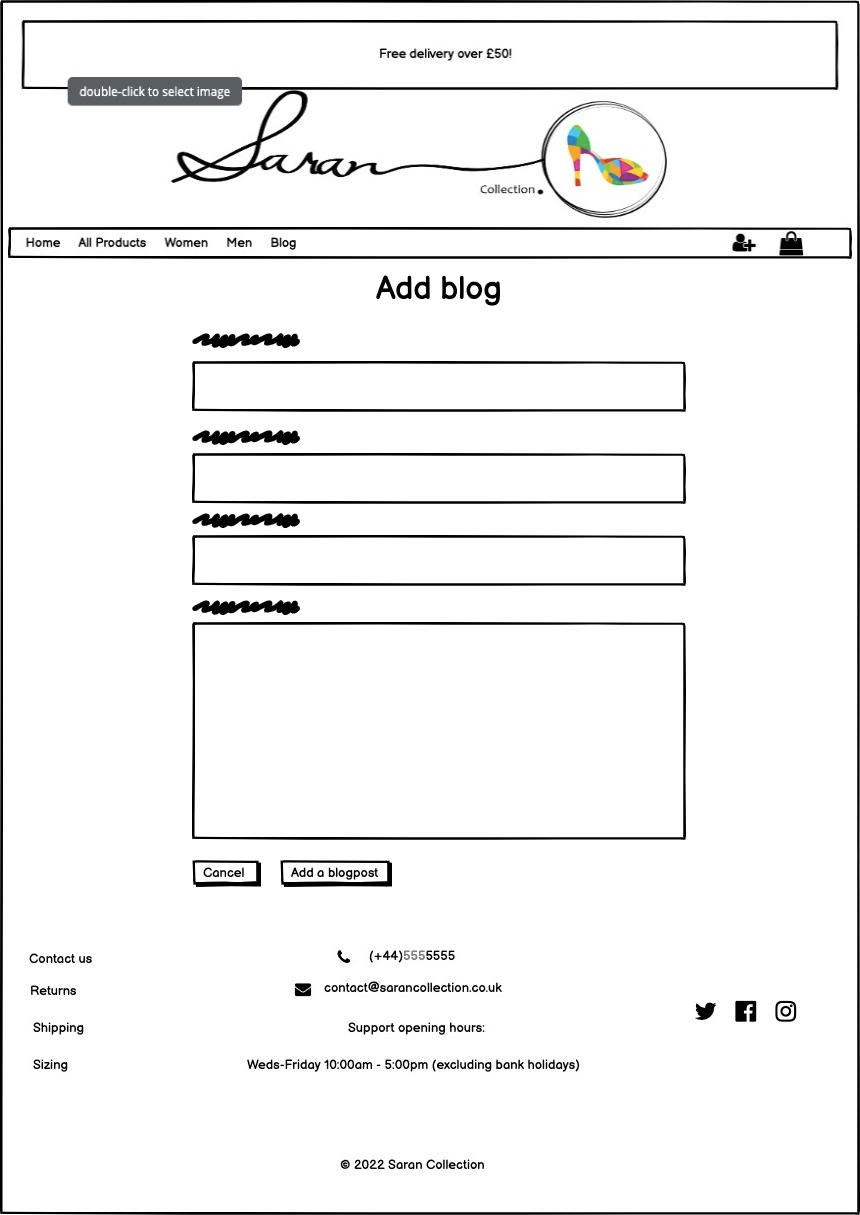 Free delivery over £50!
double-click to select image
Saran
Collection.
Home All Products Women Men Blog
Add blog
Cancel Add a blogpost
Contact us
(+44)5555555
Returns
contact@sarancollection.co.uk
Shipping
Support opening hours:
Sizing
Weds-Friday 10:00am - 5:00pm (excluding bank holidays)
© 2022 Saran Collection